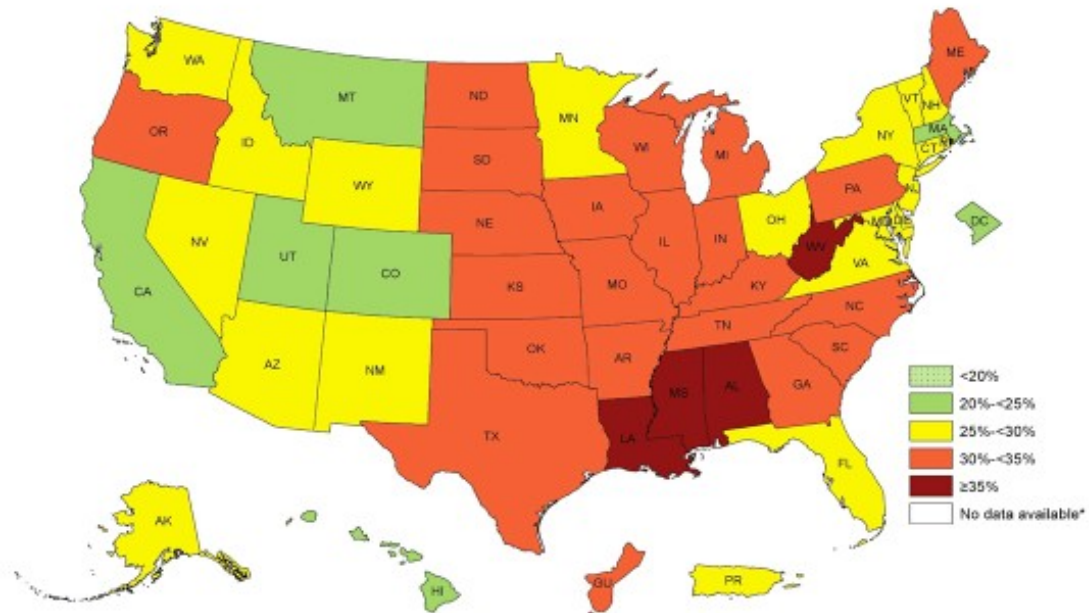 WA
MT
ND
MN
ME
OR
ID
SD
WI
MI
VT
NH
NY
MA
CT
WY
NE
IA
PA
NJ
NV
UT
CO
IL
IN
OH
MD
DE
DC
CA
KS
MO
KY
WV
VA
AZ
NM
OK
AR
TN
NC
SC
TX
LA
MS
AL
GA
FL
AK
HI
GU
PR
<20%
20%-<25%
25%-<30%
30%-<35%
≥35%
No data available*